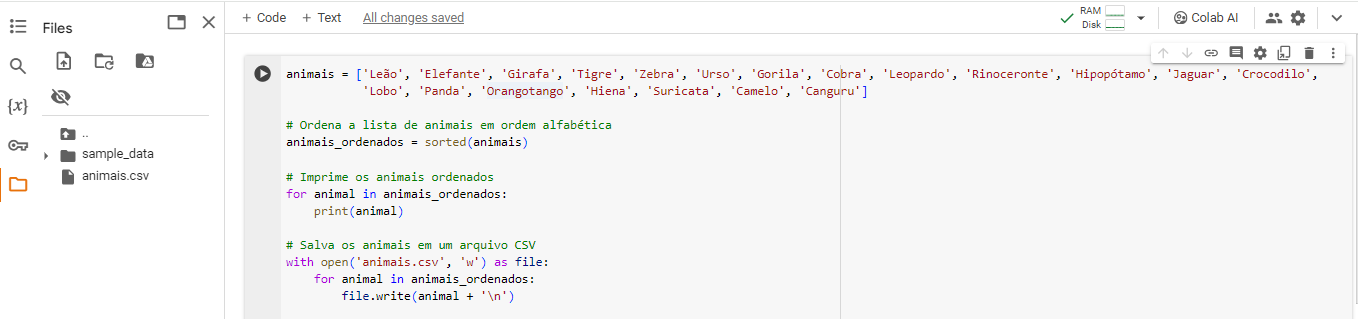 Files
+ Code + Text All changes saved
RAM
Disk
Colab AI
{x}
..
sample_data
animais.csv
animais = ['Leão', 'Elefante', 'Girafa', 'Tigre', 'Zebra', 'Urso', 'Gorila', 'Cobra', 'Leopardo', 'Rinoceronte', 'Hipopótamo', 'Jaguar', 'Crocodilo',
'Lobo', 'Panda', 'Orangotango', 'Hiena', 'Suricata', 'Camelo', 'Canguru']
# Ordena a lista de animais em ordem alfabética
animais_ordenados = sorted(animais)
# Imprime os animais ordenados
for animal in animais_ordenados:
print(animal)
# Salva os animais em um arquivo CSV
with open('animais.csv', 'w') as file:
for animal in animais_ordenados:
file.write(animal + '\n')